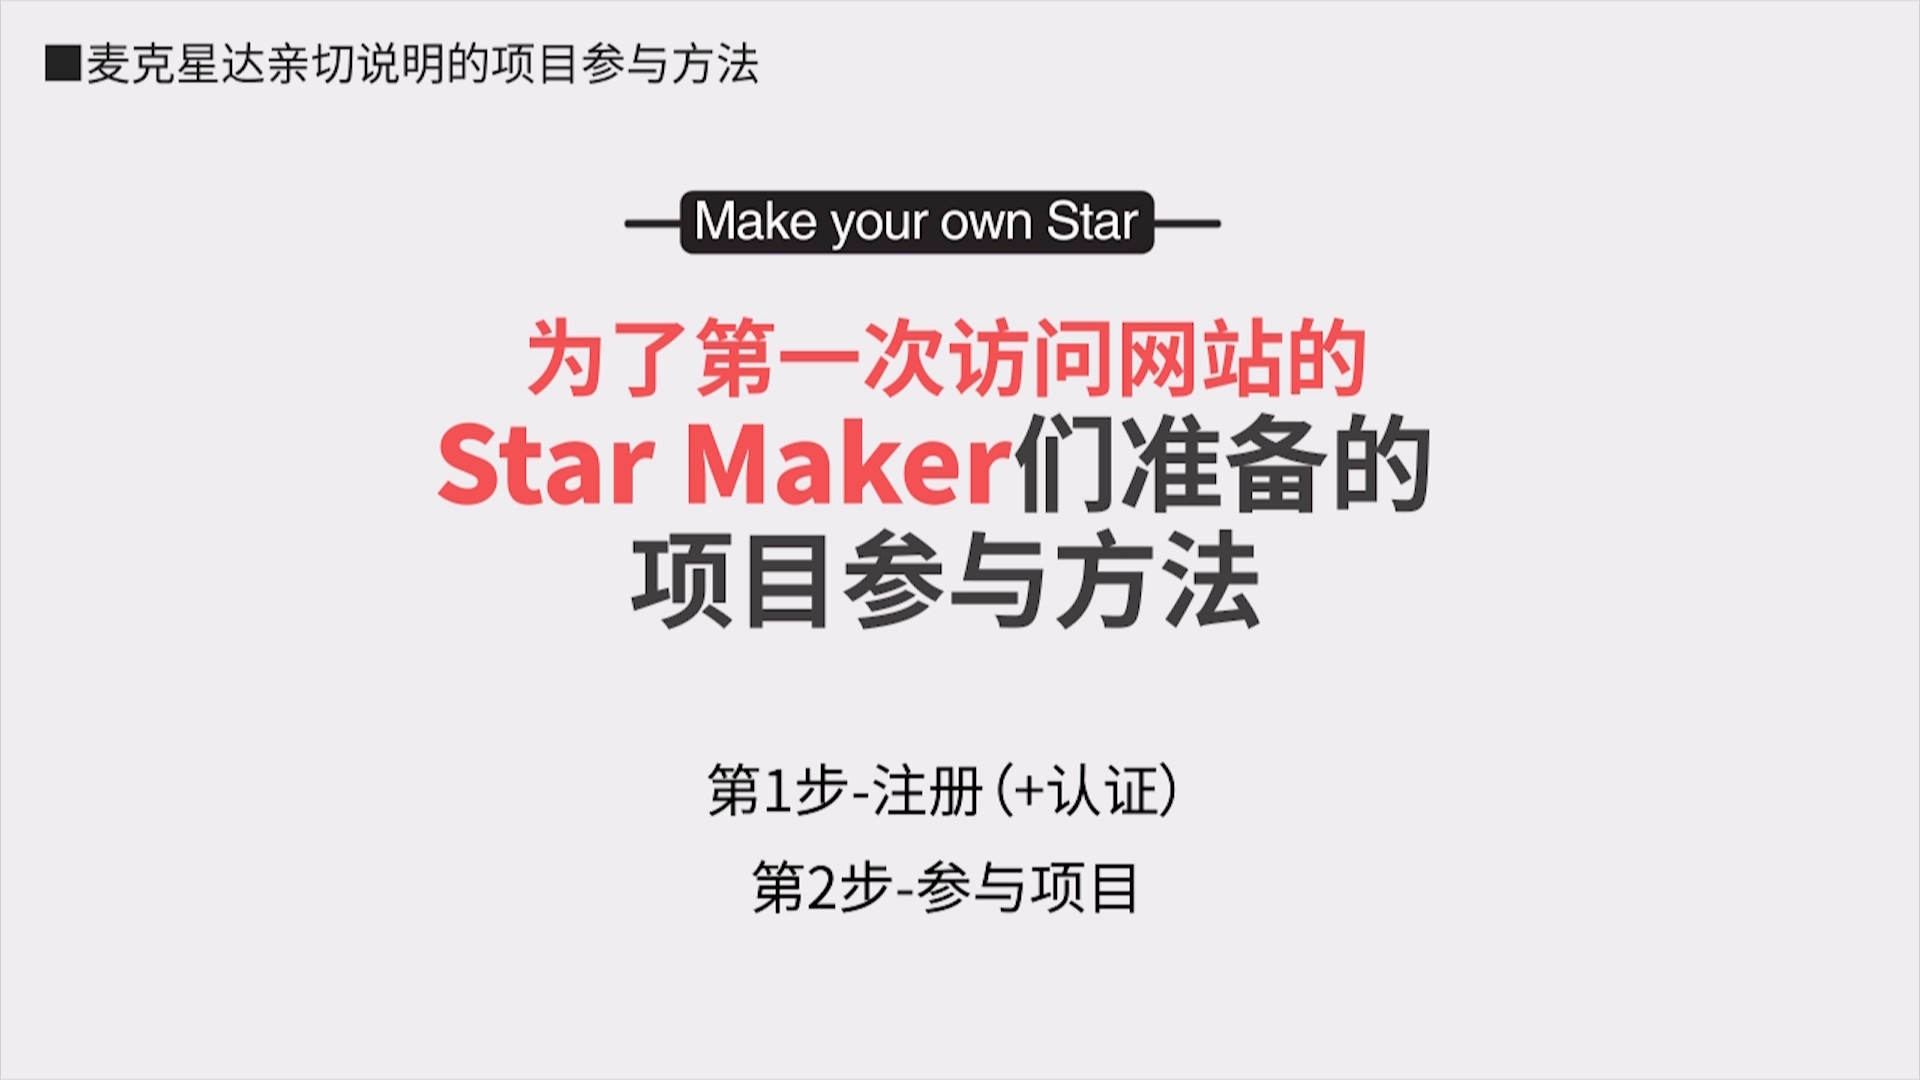 ■麦克星达亲切说明的项目参与方法
Make your own Star
为了第一次访问网站的
Star Maker们准备的
项目参与方法
第1步-注册(+认证)
第2步-参与项目